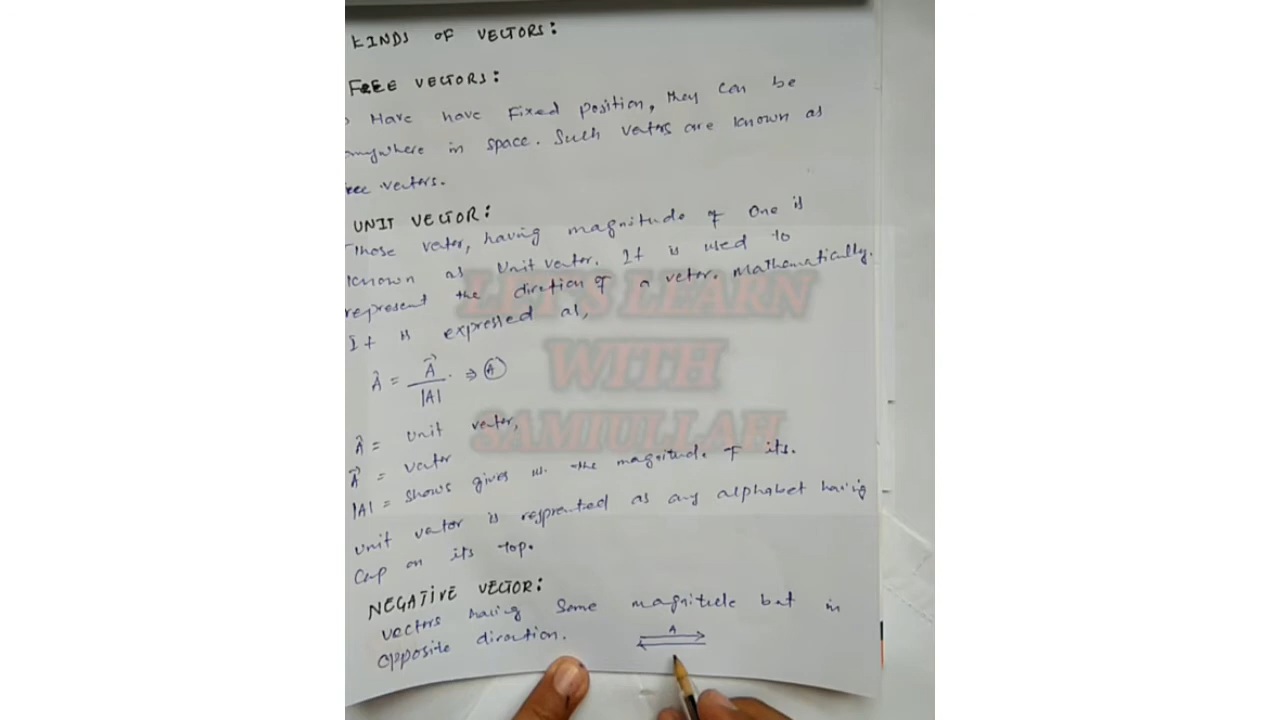 KINDS OF VECTORS:
FREE VECTORS:
Have have Fixed position, they can be
anywhere in space. Such vectors are known as
free vectors.
UNIT VECTOR:
Those vector, having magnitude of One is
known as Unit vector. It is used to
represent the direction of a vector. Mathematically.
It is expressed as,
Â = A⃗ / |A| ⇒ (A)
Â = Unit vector,
A⃗ = Vector
|A| = Shows gives us the magnitude of its.
Unit vector is represented as any alphabet having
Cap on its top.
NEGATIVE VECTOR:
Vectors having Same magnitude but in
opposite direction.
A
LET'S LEARN
WITH
SAMIULLAH